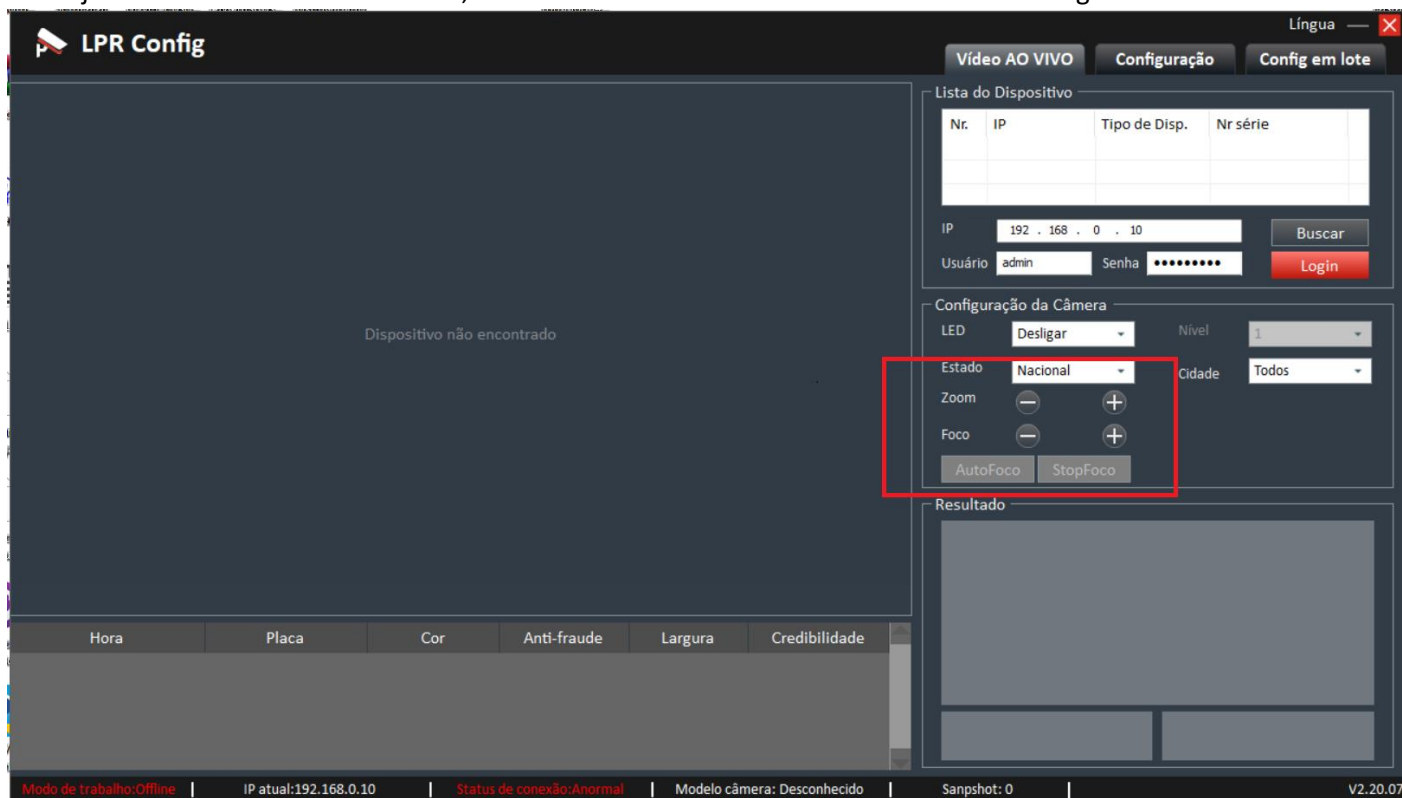 Língua
LPR Config
Vídeo AO VIVO Configuração Config em lote
Lista do Dispositivo
Nr. IP Tipo de Disp. Nr série
IP 192 . 168 . 0 . 10 Buscar
Usuário admin Senha ••••••••• Login
Configuração da Câmera
LED Desligar Nível 1
Estado Nacional Cidade Todos
Zoom
Foco
AutoFoco StopFoco
Dispositivo não encontrado
Resultado
Hora Placa Cor Anti-fraude Largura Credibilidade
Modo de trabalho:Offline IP atual:192.168.0.10 Status de conexão:Anormal Modelo câmera: Desconhecido Sanpshot: 0 V2.20.07